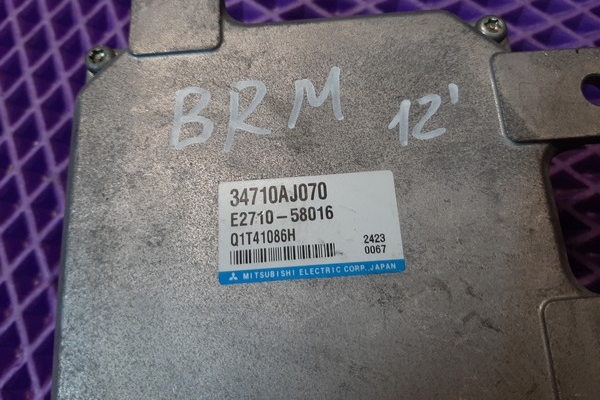 BRM 12'
34710AJ070
E2710-58016
Q1T41086H
2423
0067
MITSUBISHI ELECTRIC CORP., JAPAN